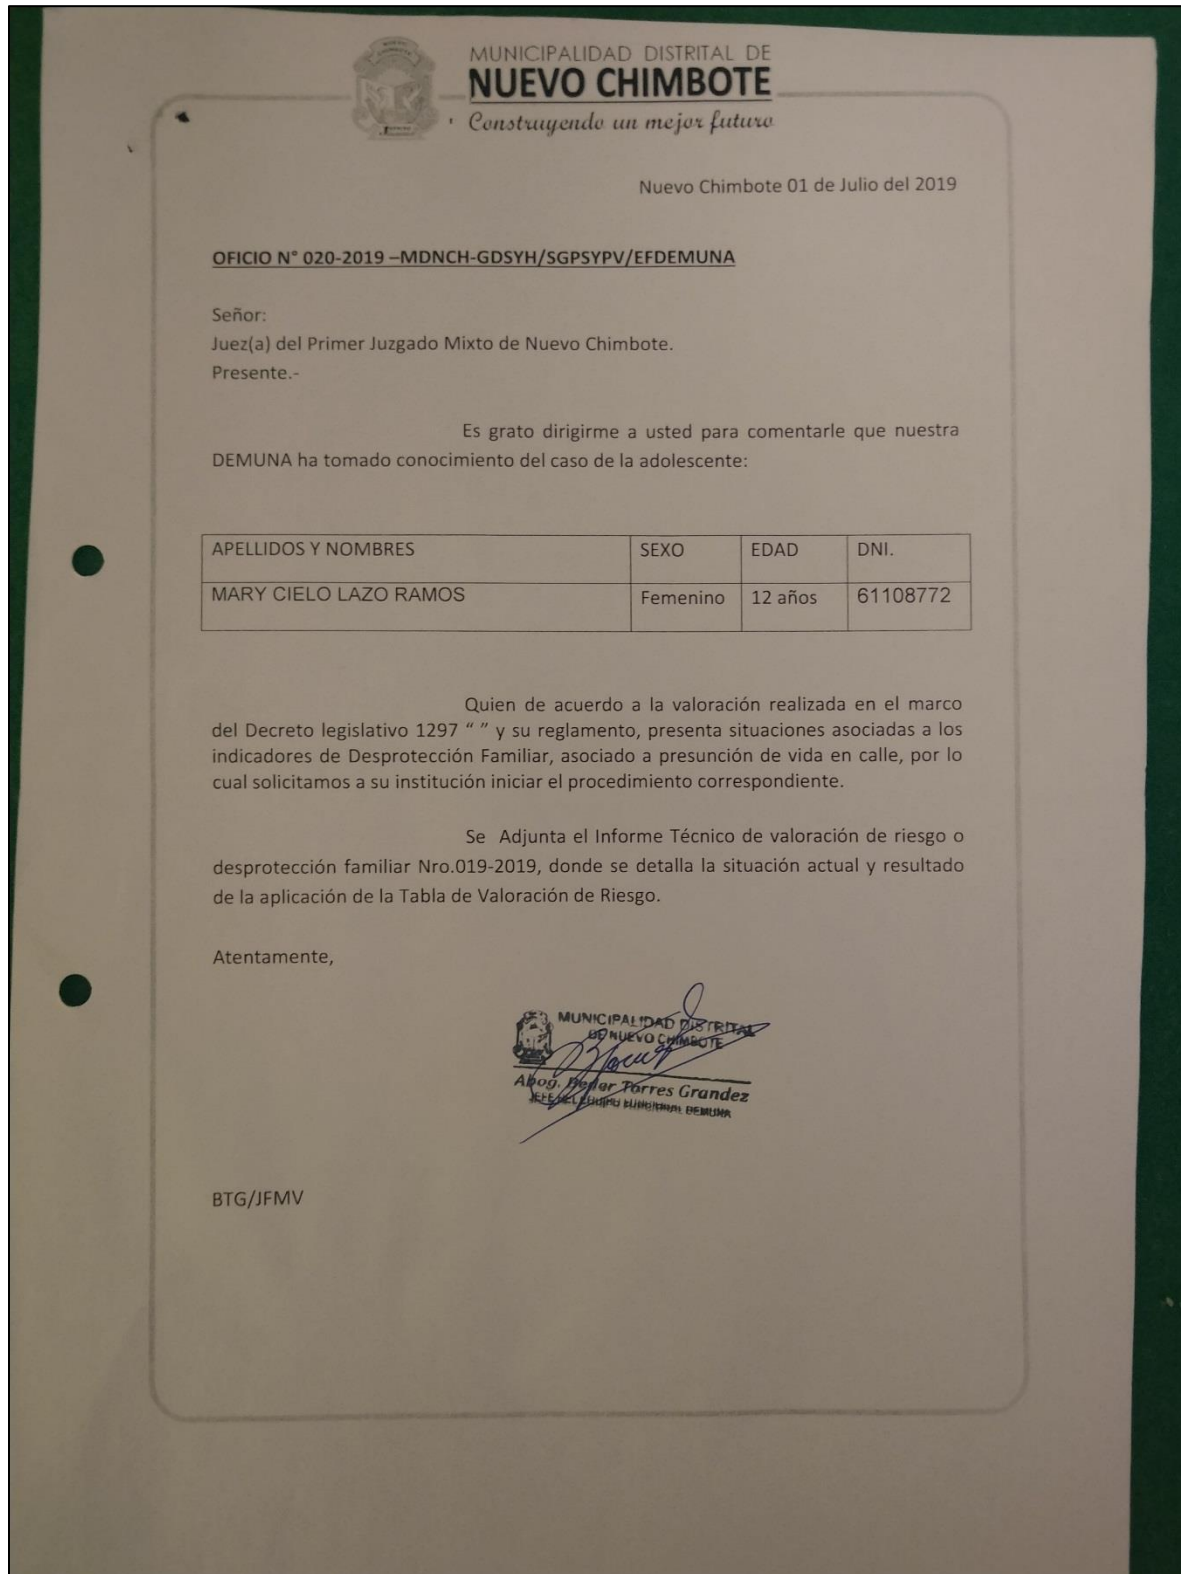 MUNICIPALIDAD DISTRITAL DE
NUEVO CHIMBOTE
Construyendo un mejor futuro
Nuevo Chimbote 01 de Julio del 2019
OFICIO N° 020-2019 –MDNCH-GDSYH/SGPSYPV/EFDEMUNA
Señor:
Juez(a) del Primer Juzgado Mixto de Nuevo Chimbote.
Presente.-
Es grato dirigirme a usted para comentarle que nuestra
DEMUNA ha tomado conocimiento del caso de la adolescente:
APELLIDOS Y NOMBRES SEXO EDAD DNI.
MARY CIELO LAZO RAMOS Femenino 12 años 61108772
Quien de acuerdo a la valoración realizada en el marco
del Decreto legislativo 1297 “ ” y su reglamento, presenta situaciones asociadas a los
indicadores de Desprotección Familiar, asociado a presunción de vida en calle, por lo
cual solicitamos a su institución iniciar el procedimiento correspondiente.
Se Adjunta el Informe Técnico de valoración de riesgo o
desprotección familiar Nro.019-2019, donde se detalla la situación actual y resultado
de la aplicación de la Tabla de Valoración de Riesgo.
Atentamente,
MUNICIPALIDAD DISTRITAL
DE NUEVO CHIMBOTE
Abog. Torres Grandez
JEFE DEL EQUIPO FUNCIONAL DEMUNA
BTG/JFMV